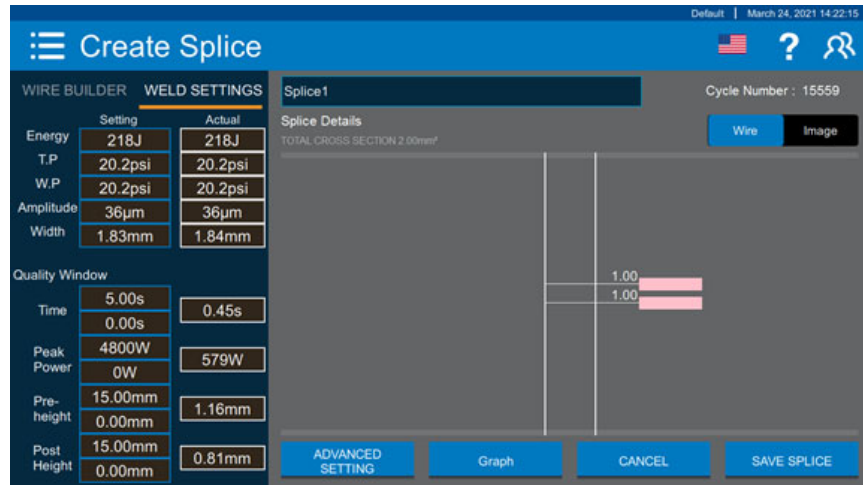 Default | March 24, 2021 14:22:15
Create Splice
?
WIRE BUILDER WELD SETTINGS
Setting Actual
Energy 218J 218J
T.P 20.2psi 20.2psi
W.P 20.2psi 20.2psi
Amplitude 36µm 36µm
Width 1.83mm 1.84mm
Quality Window
Time 5.00s 0.45s
0.00s
Peak Power 4800W 579W
0W
Pre-height 15.00mm 1.16mm
0.00mm
Post Height 15.00mm 0.81mm
0.00mm
Splice1
Cycle Number : 15559
Splice Details
TOTAL CROSS SECTION 2.00mm²
Wire Image
1.00
1.00
ADVANCED SETTING
Graph
CANCEL
SAVE SPLICE